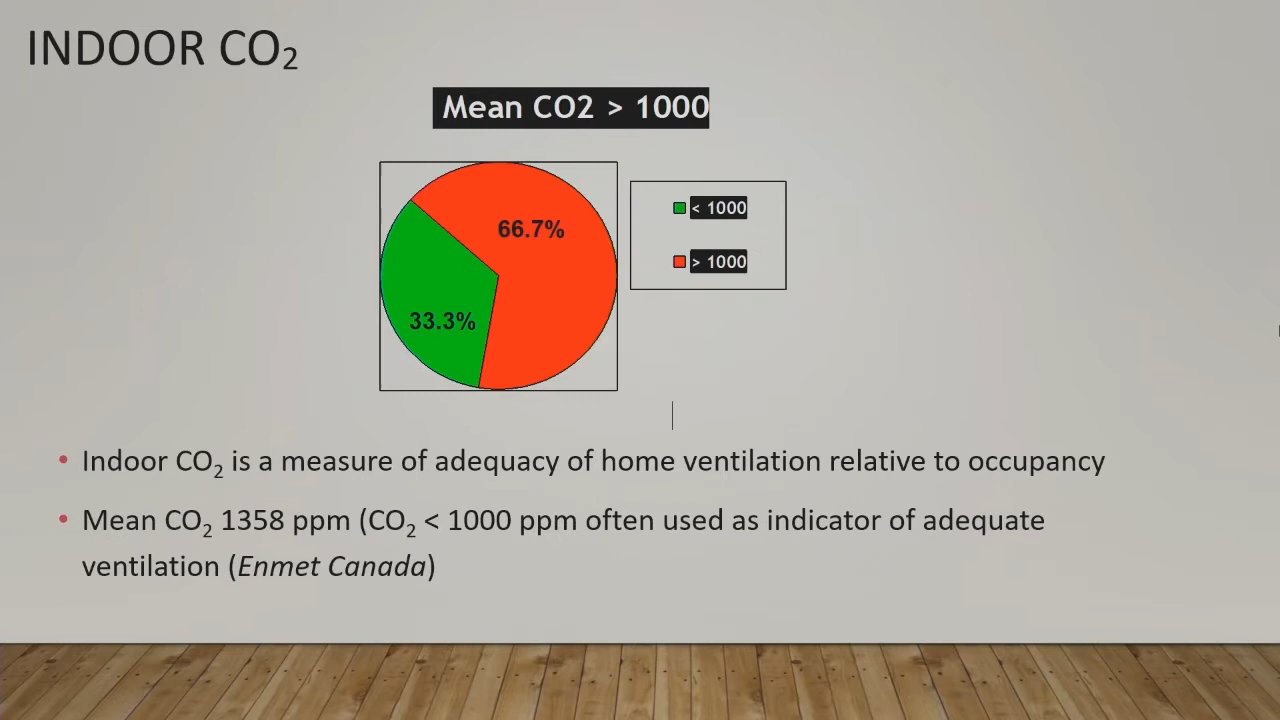 INDOOR CO₂
Mean CO2 > 1000
66.7%
33.3%
< 1000
> 1000
• Indoor CO₂ is a measure of adequacy of home ventilation relative to occupancy
• Mean CO₂ 1358 ppm (CO₂ < 1000 ppm often used as indicator of adequate
ventilation (Enmet Canada)